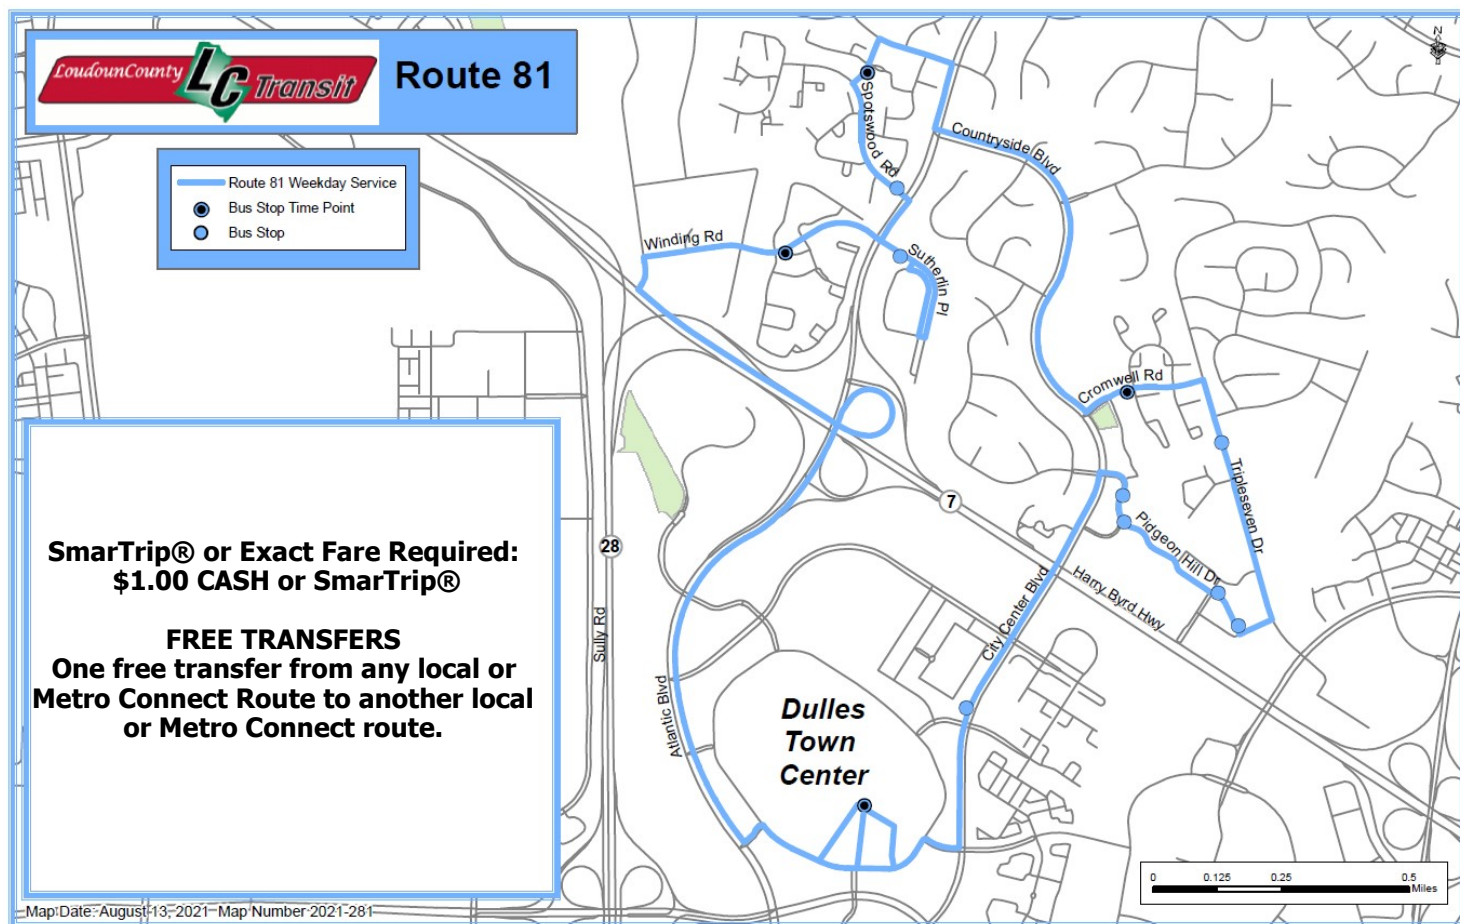 LoudounCounty LC Transit
Route 81
N
Route 81 Weekday Service
Bus Stop Time Point
Bus Stop
Spotswood Rd
Countryside Blvd
Winding Rd
Sutherlin Pl
Cromwell Rd
Tripleseven Dr
7
Pidgeon Hill Dr
28
Harry Byrd Hwy
City Center Blvd
Sully Rd
Atlantic Blvd
SmarTrip® or Exact Fare Required:
$1.00 CASH or SmarTrip®
FREE TRANSFERS
One free transfer from any local or
Metro Connect Route to another local
or Metro Connect route.
Dulles
Town
Center
0 0.125 0.25 0.5
Miles
Map Date: August 13, 2021 Map Number 2021-281